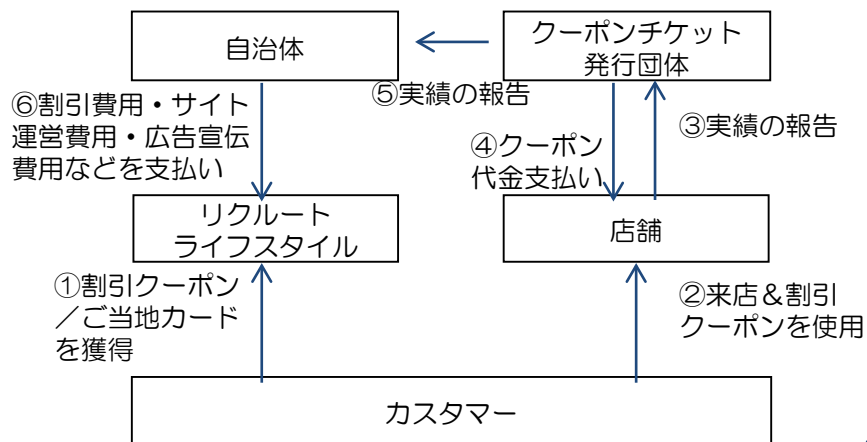 自治体
クーポンチケット
発行団体
⑥割引費用・サイト
運営費用・広告宣伝
費用などを支払い
⑤実績の報告
④クーポン
代金支払い
③実績の報告
リクルート
ライフスタイル
店舗
①割引クーポン
／ご当地カード
を獲得
②来店＆割引
クーポンを使用
カスタマー